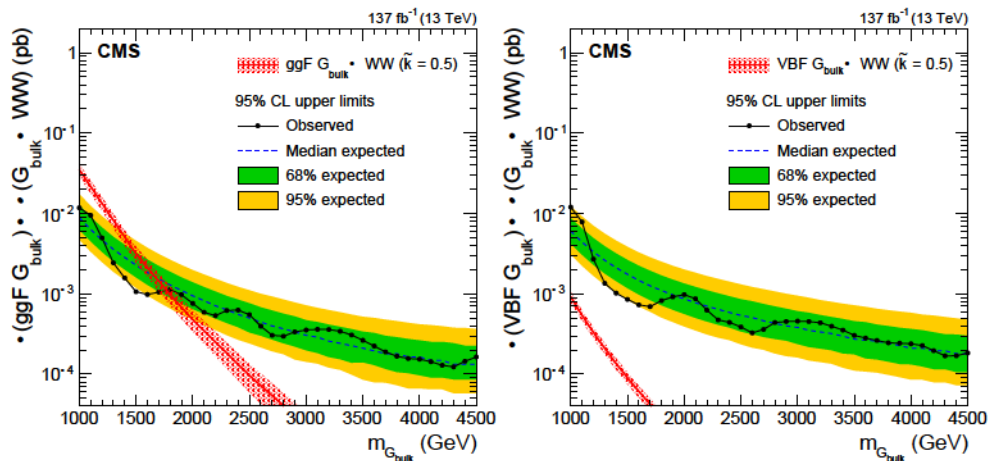 137 fb⁻¹ (13 TeV)
CMS
ggF G_bulk • WW (k̃ = 0.5)
95% CL upper limits
Observed
Median expected
68% expected
95% expected
• (ggF G_bulk) • • (G_bulk • WW) (pb)
1
10⁻¹
10⁻²
10⁻³
10⁻⁴
1000 1500 2000 2500 3000 3500 4000 4500
m_G_bulk (GeV)
137 fb⁻¹ (13 TeV)
CMS
VBF G_bulk • WW (k̃ = 0.5)
95% CL upper limits
Observed
Median expected
68% expected
95% expected
• (VBF G_bulk) • • (G_bulk • WW) (pb)
1
10⁻¹
10⁻²
10⁻³
10⁻⁴
1000 1500 2000 2500 3000 3500 4000 4500
m_G_bulk (GeV)